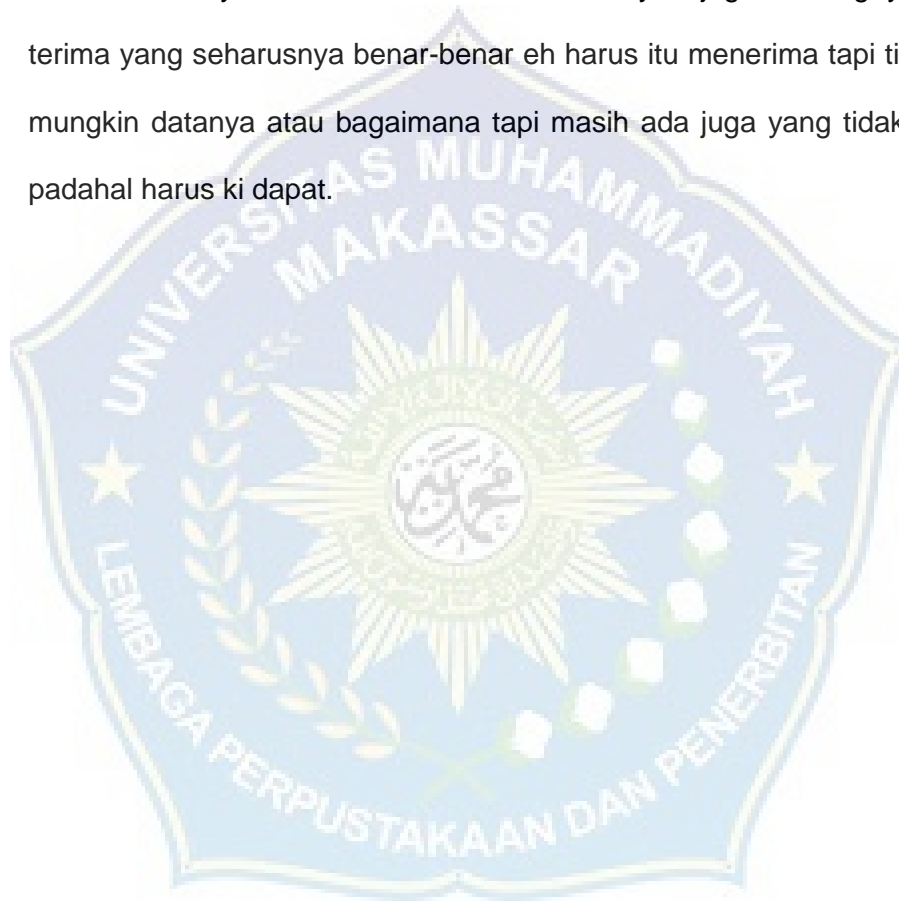 terima yang seharusnya benar-benar eh harus itu menerima tapi
mungkin datanya atau bagaimana tapi masih ada juga yang tidak
padahal harus ki dapat.
UNIVERSITAS MUHAMMADIYAH
MAKASSAR
LEMBAGA PERPUSTAKAAN DAN PENERBITAN